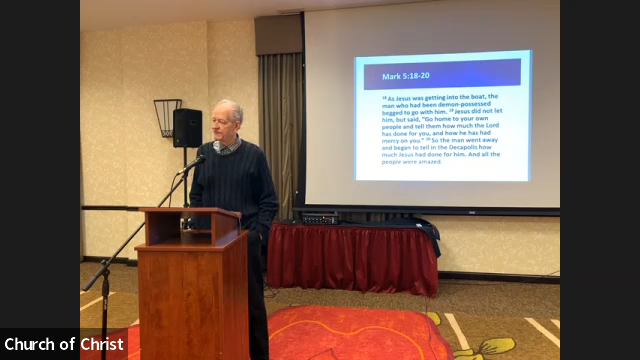 Mark 5:18-20
18 As Jesus was getting into the boat, the
man who had been demon-possessed
begged to go with him. 19 Jesus did not let
him, but said, "Go home to your own
people and tell them how much the Lord
has done for you, and how he has had
mercy on you." 20 So the man went away
and began to tell in the Decapolis how
much Jesus had done for him. And all the
people were amazed.
Church of Christ